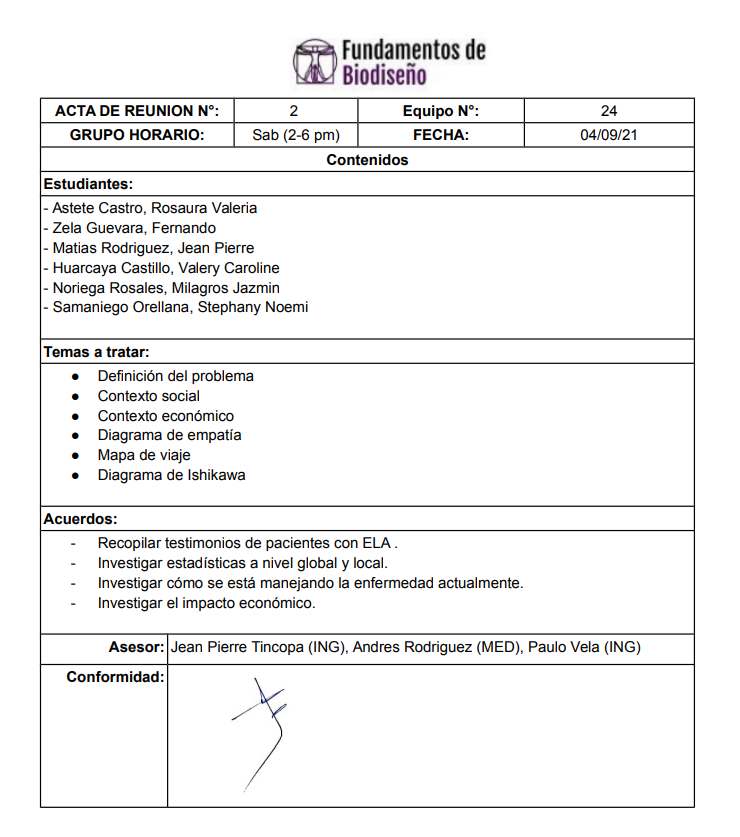 Fundamentos de
Biodiseño
ACTA DE REUNION N°: 2 Equipo N°: 24
GRUPO HORARIO: Sab (2-6 pm) FECHA: 04/09/21
Contenidos
Estudiantes:
- Astete Castro, Rosaura Valeria
- Zela Guevara, Fernando
- Matias Rodriguez, Jean Pierre
- Huarcaya Castillo, Valery Caroline
- Noriega Rosales, Milagros Jazmin
- Samaniego Orellana, Stephany Noemi
Temas a tratar:
● Definición del problema
● Contexto social
● Contexto económico
● Diagrama de empatía
● Mapa de viaje
● Diagrama de Ishikawa
Acuerdos:
- Recopilar testimonios de pacientes con ELA .
- Investigar estadísticas a nivel global y local.
- Investigar cómo se está manejando la enfermedad actualmente.
- Investigar el impacto económico.
Asesor: Jean Pierre Tincopa (ING), Andres Rodriguez (MED), Paulo Vela (ING)
Conformidad: